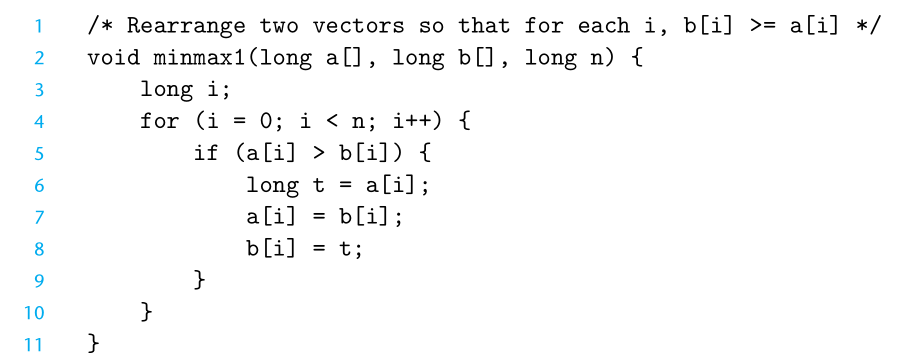 1 /* Rearrange two vectors so that for each i, b[i] >= a[i] */
2 void minmax1(long a[], long b[], long n) {
3     long i;
4     for (i = 0; i < n; i++) {
5         if (a[i] > b[i]) {
6             long t = a[i];
7             a[i] = b[i];
8             b[i] = t;
9         }
10     }
11 }